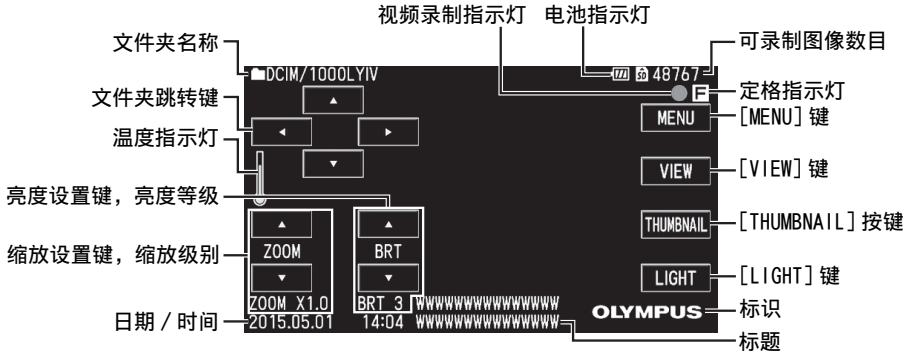 视频录制指示灯 电池指示灯
文件夹名称
可录制图像数目
DCIM/1000LYIV
SD 48767
文件夹跳转键
定格指示灯
F
MENU
[MENU] 键
温度指示灯
VIEW
[VIEW] 键
亮度设置键，亮度等级
THUMBNAIL
[THUMBNAIL] 按键
缩放设置键，缩放级别
ZOOM
BRT
LIGHT
[LIGHT] 键
ZOOM X1.0
BRT 3
WWWWWWWWWWWWWWW
OLYMPUS
标识
日期 / 时间
2015.05.01
14:04
WWWWWWWWWWWWWWW
标题